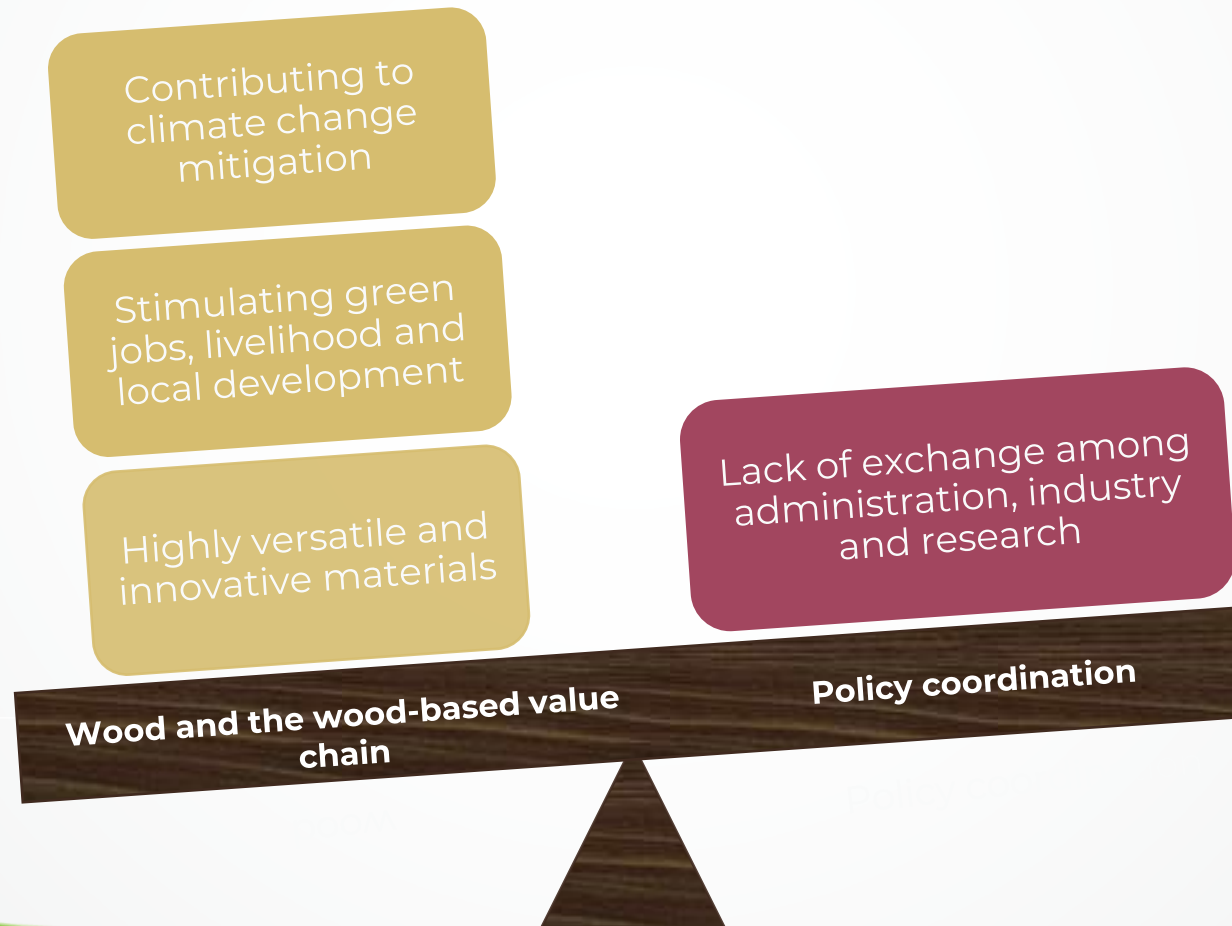 Contributing to
climate change
mitigation
Stimulating green
jobs, livelihood and
local development
Highly versatile and
innovative materials
Lack of exchange among
administration, industry
and research
Wood and the wood-based value
chain
Policy coordination